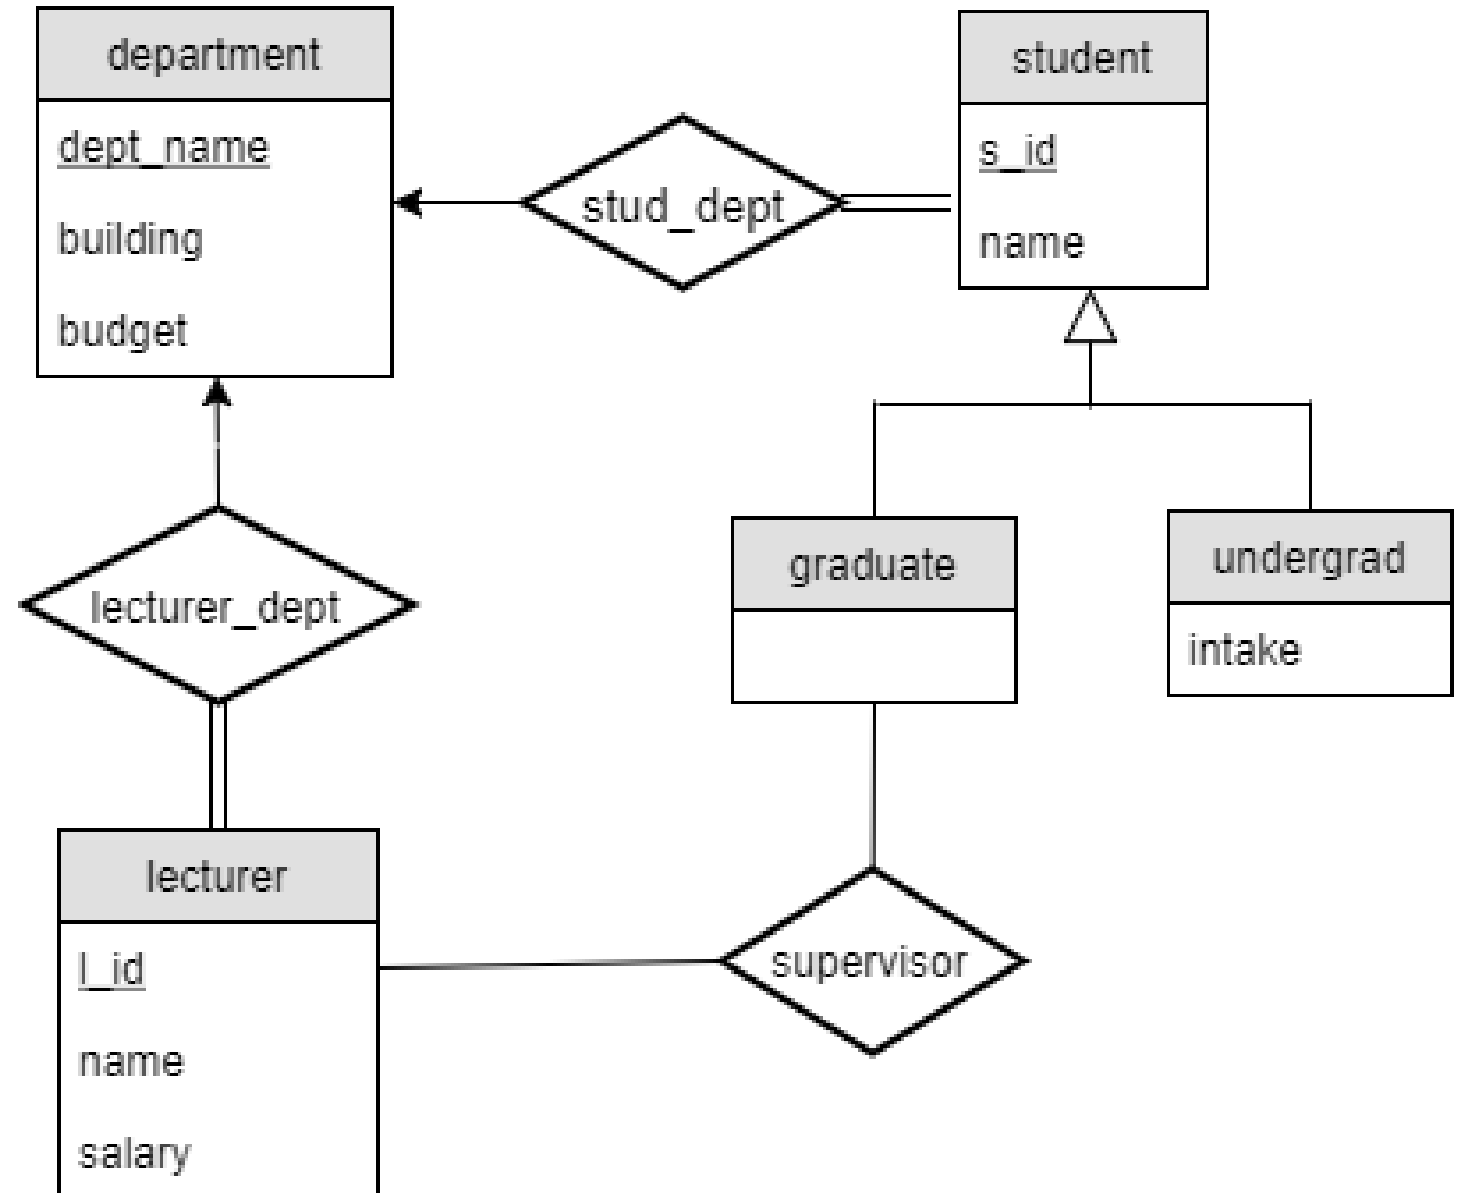 department
dept_name
building
budget
stud_dept
student
s_id
name
graduate
undergrad
intake
lecturer_dept
lecturer
l_id
name
salary
supervisor